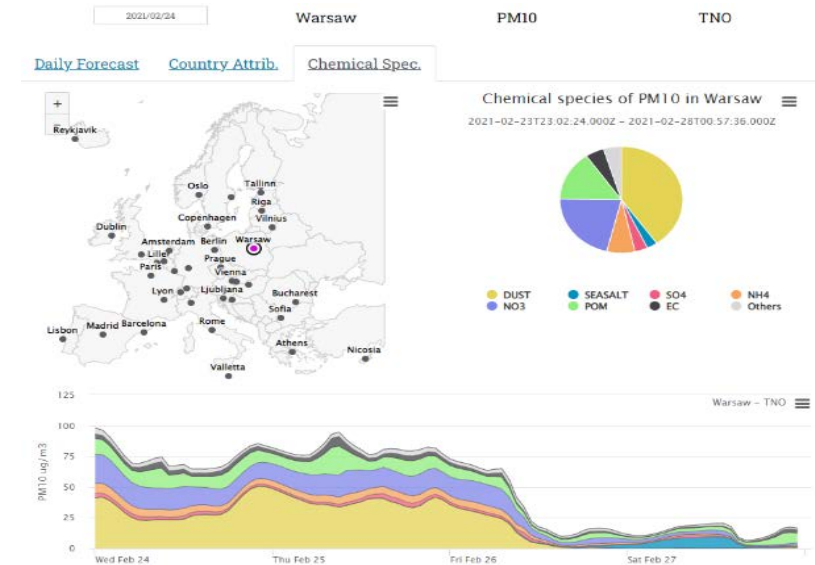 2021/02/24 Warsaw PM10 TNO
Daily Forecast Country Attrib. Chemical Spec.
+
−
Reykjavik
Oslo
Tallinn
Riga
Copenhagen
Vilnius
Dublin
Amsterdam
Berlin
Warsaw
Lille
Prague
Paris
Vienna
Lyon
Ljubljana
Bucharest
Sofia
Lisbon
Madrid
Barcelona
Rome
Athens
Nicosia
Valletta
Chemical species of PM10 in Warsaw
2021-02-23T23:02:24.000Z - 2021-02-28T00:57:36.000Z
DUST SEASALT SO4 NH4
NO3 POM EC Others
Warsaw - TNO
125
100
75
50
25
0
PM10 ug/m3
Wed Feb 24 Thu Feb 25 Fri Feb 26 Sat Feb 27